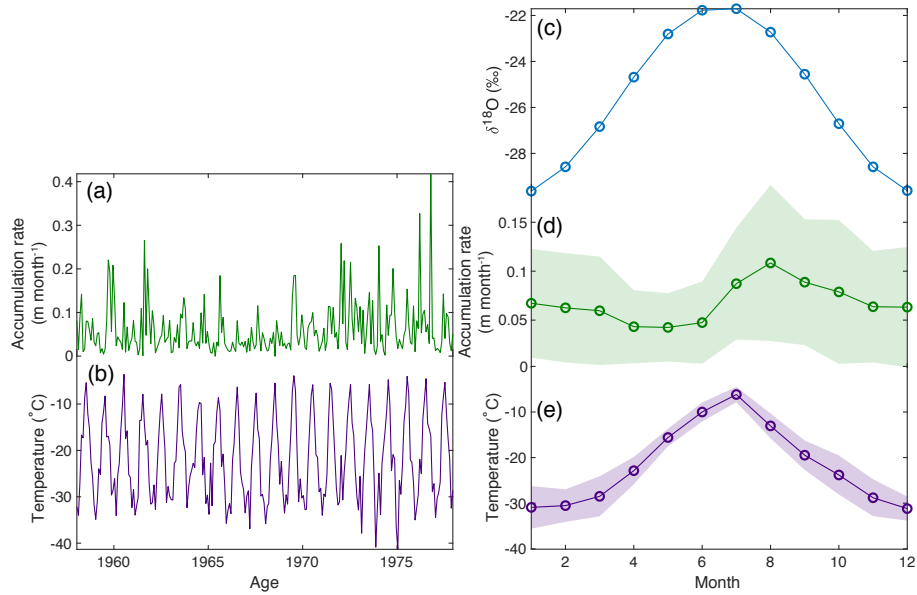 (a)
Accumulation rate
(m month⁻¹)
0.4
0.3
0.2
0.1
0
(b)
Temperature (°C)
-10
-20
-30
-40
1960
1965
1970
1975
Age
(c)
δ¹⁸O (‰)
-22
-24
-26
-28
(d)
Accumulation rate
(m month⁻¹)
0.15
0.1
0.05
0
(e)
Temperature (°C)
-10
-20
-30
-40
2
4
6
8
10
12
Month